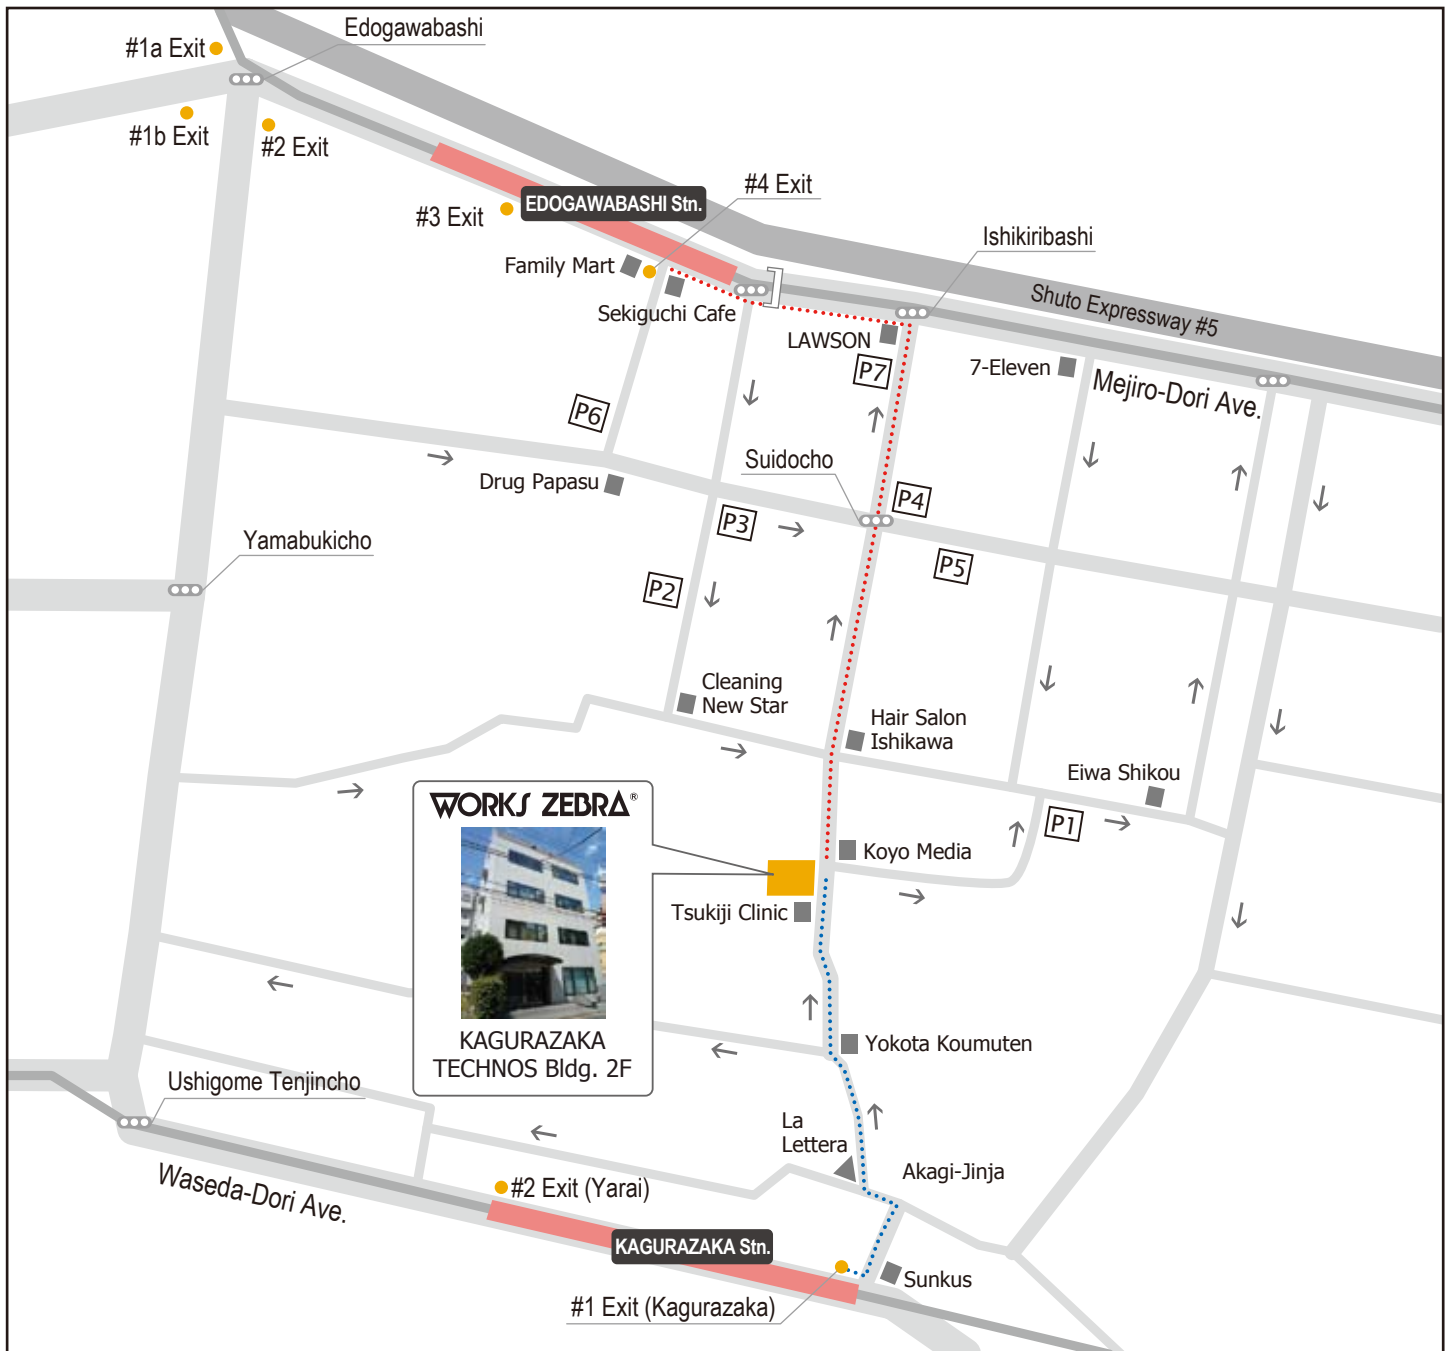 Edogawabashi
#1a Exit
#1b Exit
#2 Exit
#3 Exit
EDOGAWABASHI Stn.
#4 Exit
Ishikiribashi
Family Mart
Sekiguchi Cafe
Shuto Expressway #5
LAWSON
7-Eleven
Mejiro-Dori Ave.
P7
P6
Suidocho
Drug Papasu
P4
P3
P5
Yamabukicho
P2
Cleaning
New Star
Hair Salon
Ishikawa
Eiwa Shikou
P1
WORKS ZEBRA®
Koyo Media
Tsukiji Clinic
KAGURAZAKA
TECHNOS Bldg. 2F
Yokota Koumuten
Ushigome Tenjincho
La
Lettera
Akagi-Jinja
Waseda-Dori Ave.
#2 Exit (Yarai)
KAGURAZAKA Stn.
Sunkus
#1 Exit (Kagurazaka)